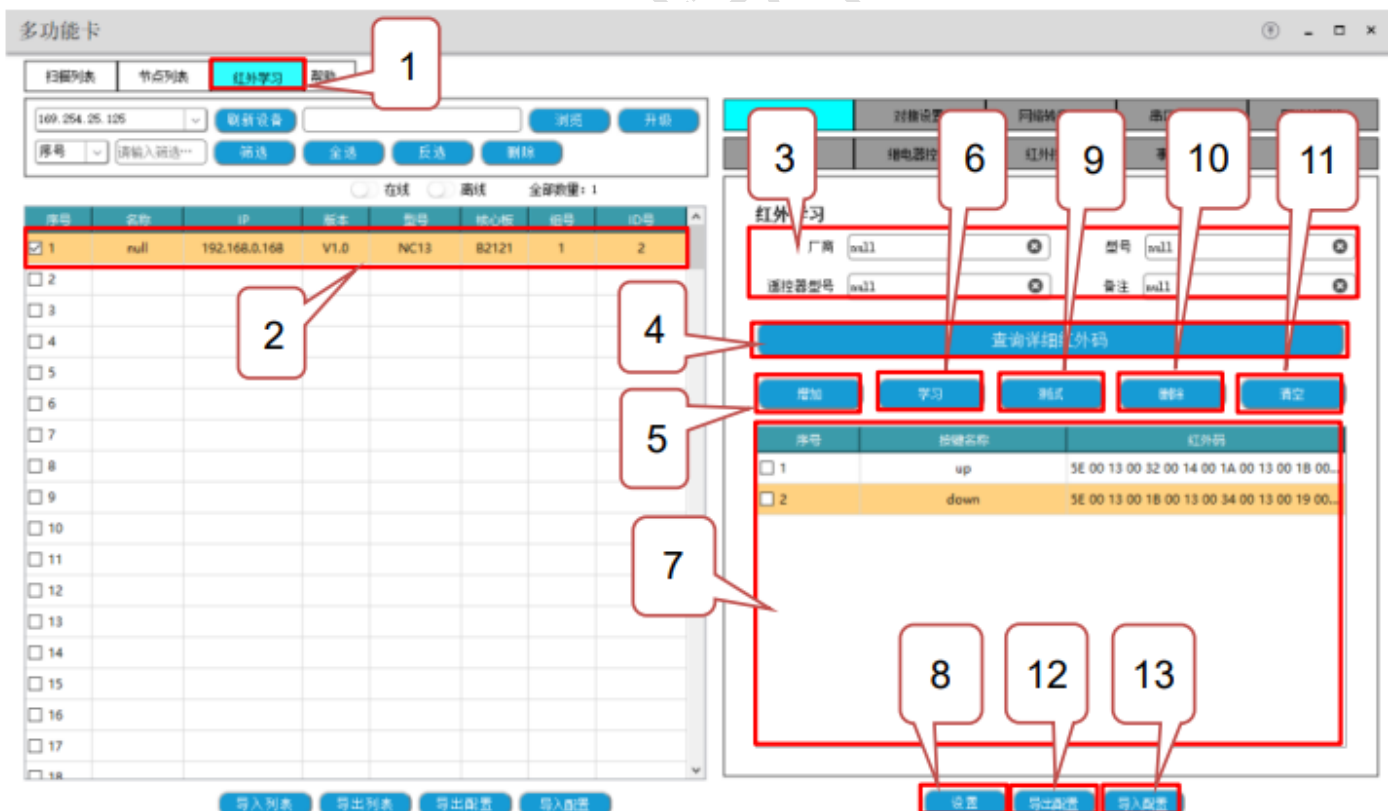 多功能卡
扫描列表 节点列表 红外学习 帮助
1
169.254.25.125 刷新设备 浏览 升级
序号 请输入筛选… 筛选 全选 反选 删除
在线 离线 全部数量: 1
序号 名称 IP 版本 型号 核心板 组号 ID号
1 null 192.168.0.168 V1.0 NC13 B2121 1 2
2
3
4
5
6
7
8
9
10
11
12
13
14
15
16
17
18
2
导入列表 导出列表 导出配置 导入配置
对插设置
红外
3 6 9 10 11
红外学习
厂商 null 型号 null
遥控器型号 null 备注 null
4
查询详细红外码
5
增加 学习 测试 删除 清空
序号 按键名称 红外码
1 up 5E 00 13 00 32 00 14 00 1A 00 13 00 1B 00...
2 down 5E 00 13 00 1B 00 13 00 34 00 13 00 19 00...
7
8 12 13
设置 导出配置 导入配置